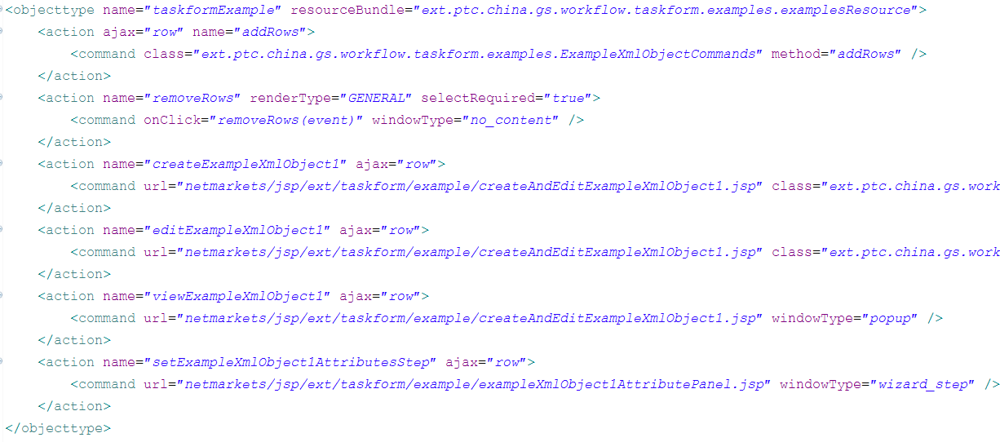 <objecttype name="taskformExample" resourceBundle="ext.ptc.china.gs.workflow.taskform.examples.examplesResource">
<action ajax="row" name="addRows">
<command class="ext.ptc.china.gs.workflow.taskform.examples.ExampleXmlObjectCommands" method="addRows" />
</action>
<action name="removeRows" renderType="GENERAL" selectRequired="true">
<command onClick="removeRows(event)" windowType="no_content" />
</action>
<action name="createExampleXmlObject1" ajax="row">
<command url="netmarkets/jsp/ext/taskform/example/createAndEditExampleXmlObject1.jsp" class="ext.ptc.china.gs.work
</action>
<action name="editExampleXmlObject1" ajax="row">
<command url="netmarkets/jsp/ext/taskform/example/createAndEditExampleXmlObject1.jsp" class="ext.ptc.china.gs.work
</action>
<action name="viewExampleXmlObject1" ajax="row">
<command url="netmarkets/jsp/ext/taskform/example/createAndEditExampleXmlObject1.jsp" windowType="popup" />
</action>
<action name="setExampleXmlObject1AttributesStep" ajax="row">
<command url="netmarkets/jsp/ext/taskform/example/exampleXmlObject1AttributePanel.jsp" windowType="wizard_step" />
</action>
</objecttype>